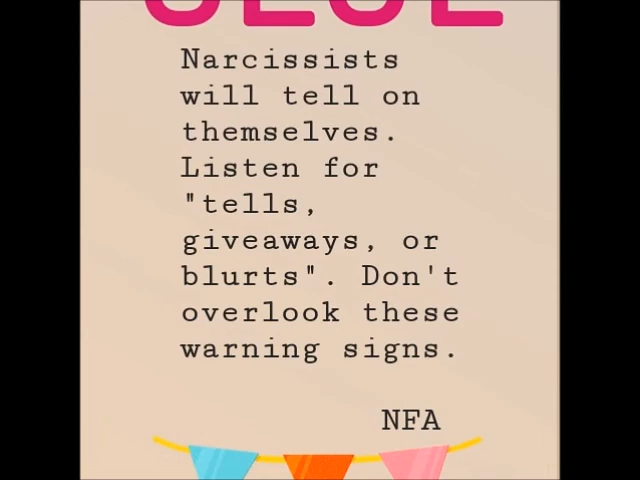 Narcissists
will tell on
themselves.
Listen for
"tells,
giveaways, or
blurts". Don't
overlook these
warning signs.
NFA